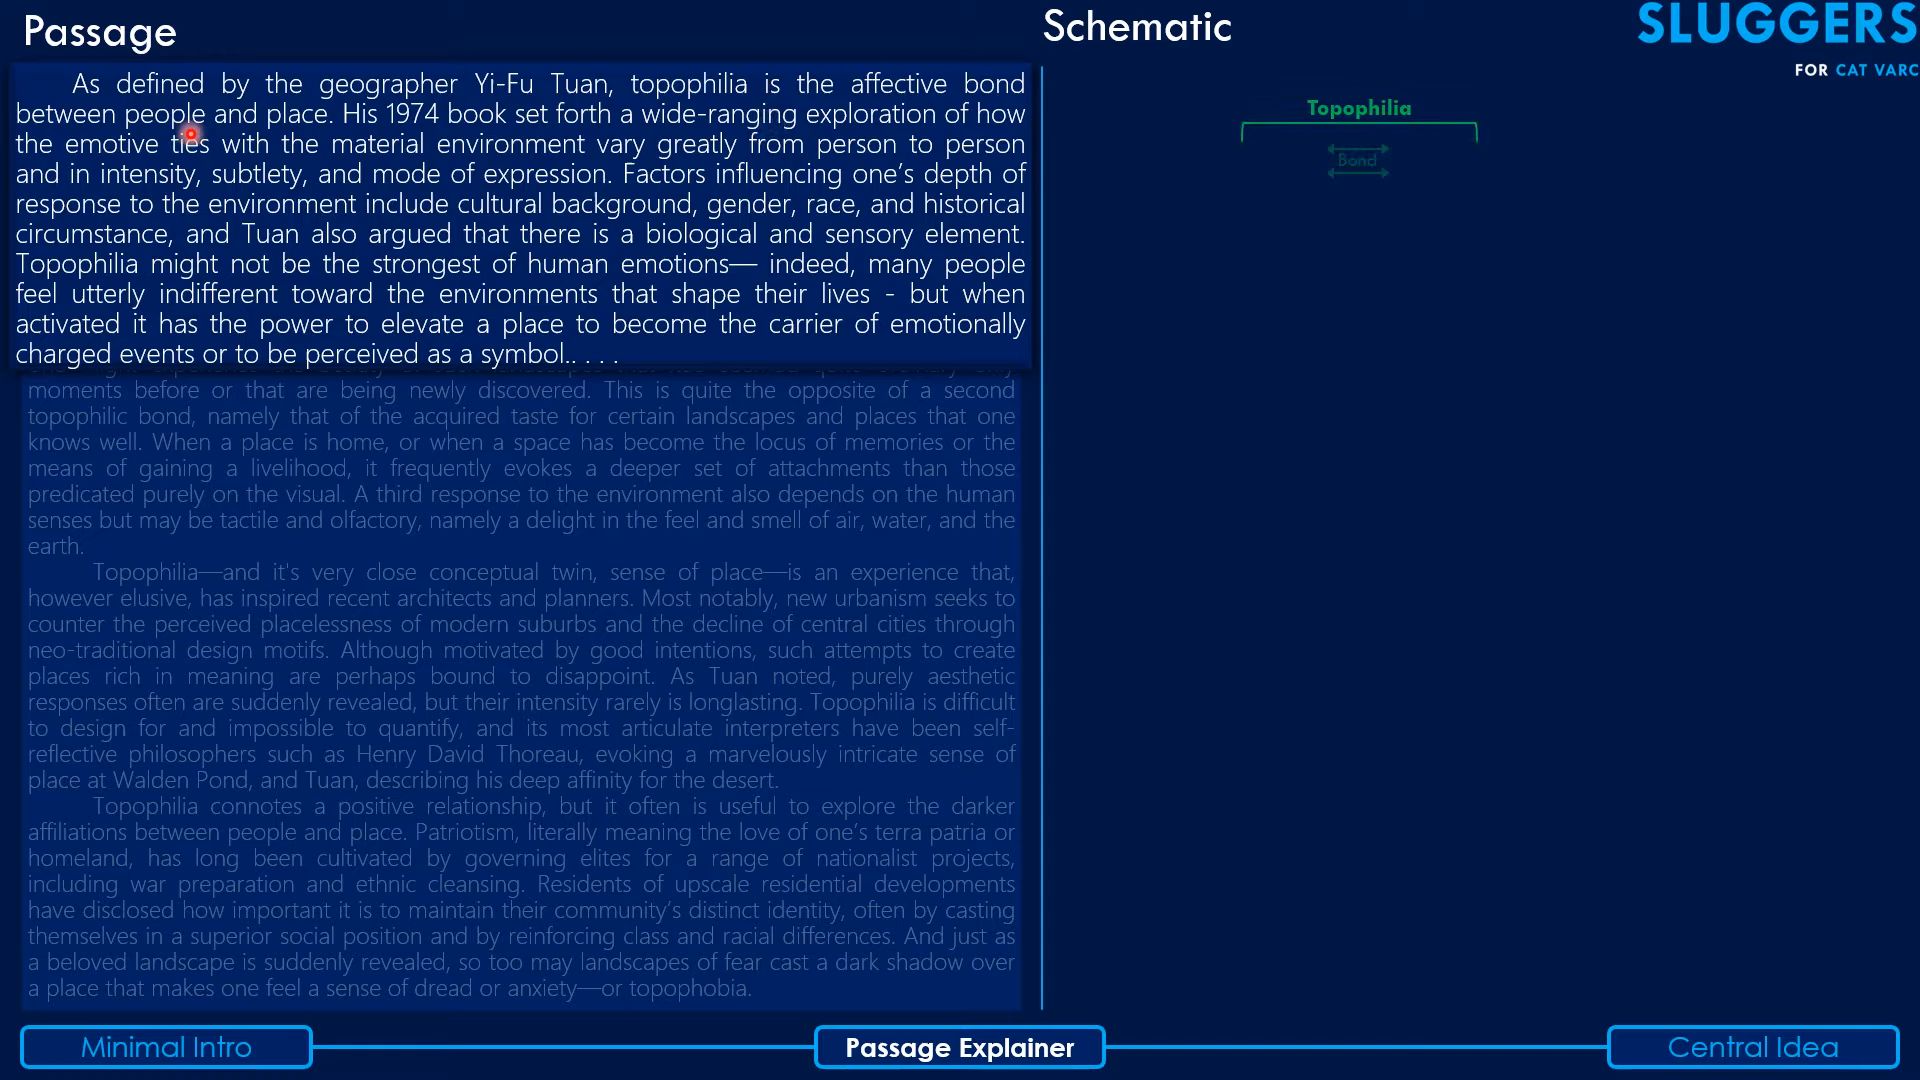 Passage
Schematic
SLUGGERS
FOR CAT VARC
As defined by the geographer Yi-Fu Tuan, topophilia is the affective bond
between people and place. His 1974 book set forth a wide-ranging exploration of how
the emotive ties with the material environment vary greatly from person to person
and in intensity, subtlety, and mode of expression. Factors influencing one's depth of
response to the environment include cultural background, gender, race, and historical
circumstance, and Tuan also argued that there is a biological and sensory element.
Topophilia might not be the strongest of human emotions— indeed, many people
feel utterly indifferent toward the environments that shape their lives - but when
activated it has the power to elevate a place to become the carrier of emotionally
charged events or to be perceived as a symbol.. . . .
moments before or that are being newly discovered. This is quite the opposite of a second
topophilic bond, namely that of the acquired taste for certain landscapes and places that one
knows well. When a place is home, or when a space has become the locus of memories or the
means of gaining a livelihood, it frequently evokes a deeper set of attachments than those
predicated purely on the visual. A third response to the environment also depends on the human
senses but may be tactile and olfactory, namely a delight in the feel and smell of air, water, and the
earth.
Topophilia—and it's very close conceptual twin, sense of place—is an experience that,
however elusive, has inspired recent architects and planners. Most notably, new urbanism seeks to
counter the perceived placelessness of modern suburbs and the decline of central cities through
neo-traditional design motifs. Although motivated by good intentions, such attempts to create
places rich in meaning are perhaps bound to disappoint. As Tuan noted, purely aesthetic
responses often are suddenly revealed, but their intensity rarely is longlasting. Topophilia is difficult
to design for and impossible to quantify, and its most articulate interpreters have been self-
reflective philosophers such as Henry David Thoreau, evoking a marvelously intricate sense of
place at Walden Pond, and Tuan, describing his deep affinity for the desert.
Topophilia connotes a positive relationship, but it often is useful to explore the darker
affiliations between people and place. Patriotism, literally meaning the love of one's terra patria or
homeland, has long been cultivated by governing elites for a range of nationalist projects,
including war preparation and ethnic cleansing. Residents of upscale residential developments
have disclosed how important it is to maintain their community's distinct identity, often by casting
themselves in a superior social position and by reinforcing class and racial differences. And just as
a beloved landscape is suddenly revealed, so too may landscapes of fear cast a dark shadow over
a place that makes one feel a sense of dread or anxiety—or topophobia.
Topophilia
Bond
Minimal Intro
Passage Explainer
Central Idea